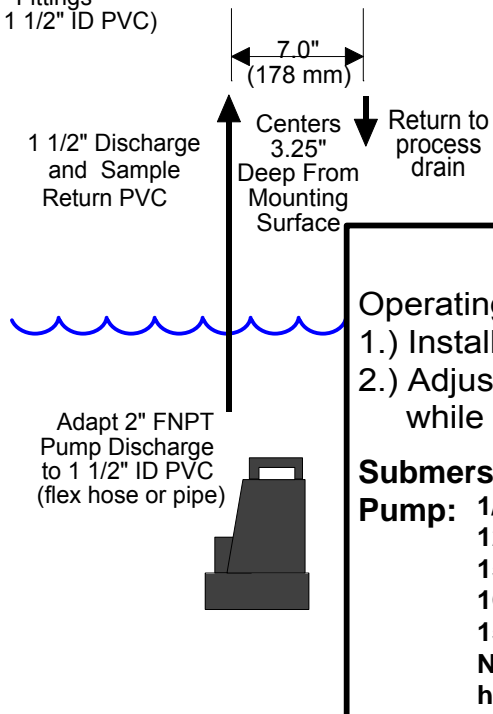 Fittings
1 1/2" ID PVC)
7.0"
(178 mm)
1 1/2" Discharge
and Sample
Return PVC
Centers
3.25"
Deep From
Mounting
Surface
Return to
process
drain
Adapt 2" FNPT
Pump Discharge
to 1 1/2" ID PVC
(flex hose or pipe)
1.) Install
2.) Adjus
while
Pump: